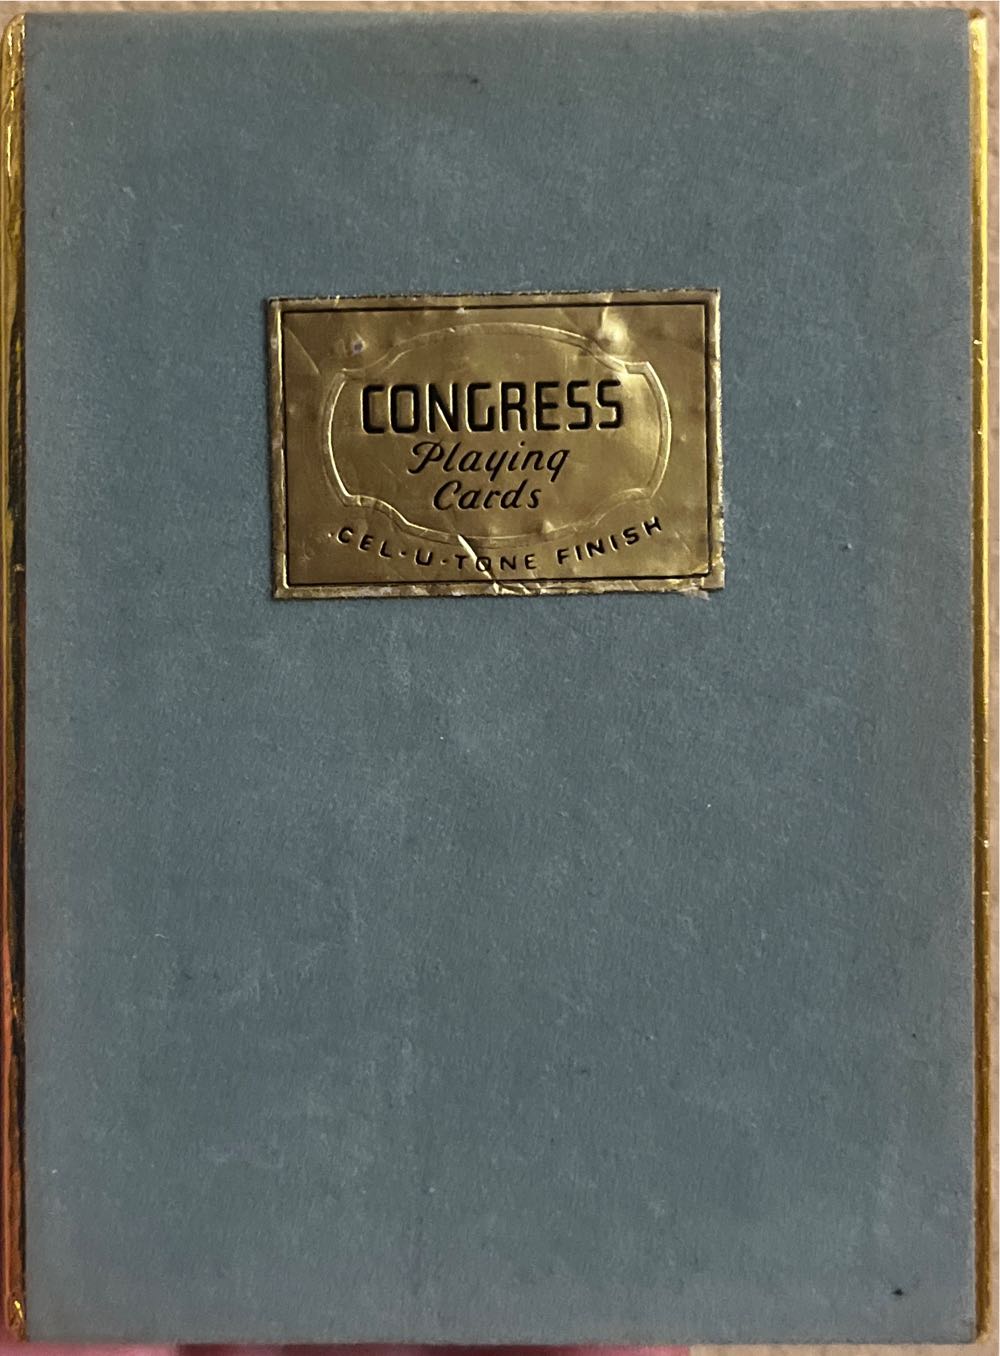 CONGRESS
Playing
Cards
CEL-U-TONE FINISH